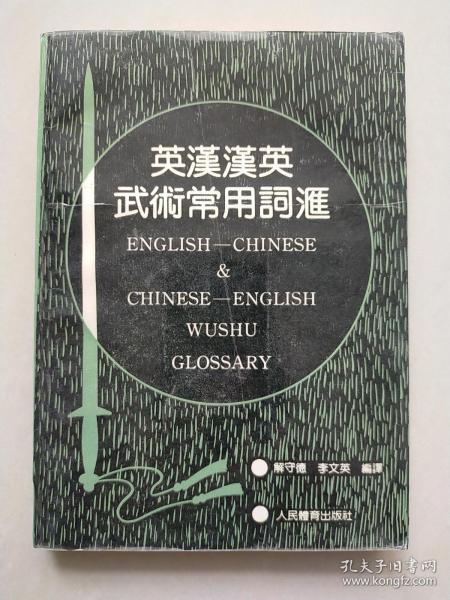 英漢漢英
武術常用詞滙
ENGLISH—CHINESE
&
CHINESE—ENGLISH
WUSHU
GLOSSARY
解守德 李文英 編譯
人民體育出版社
孔夫子旧书网
www.kongfz.com